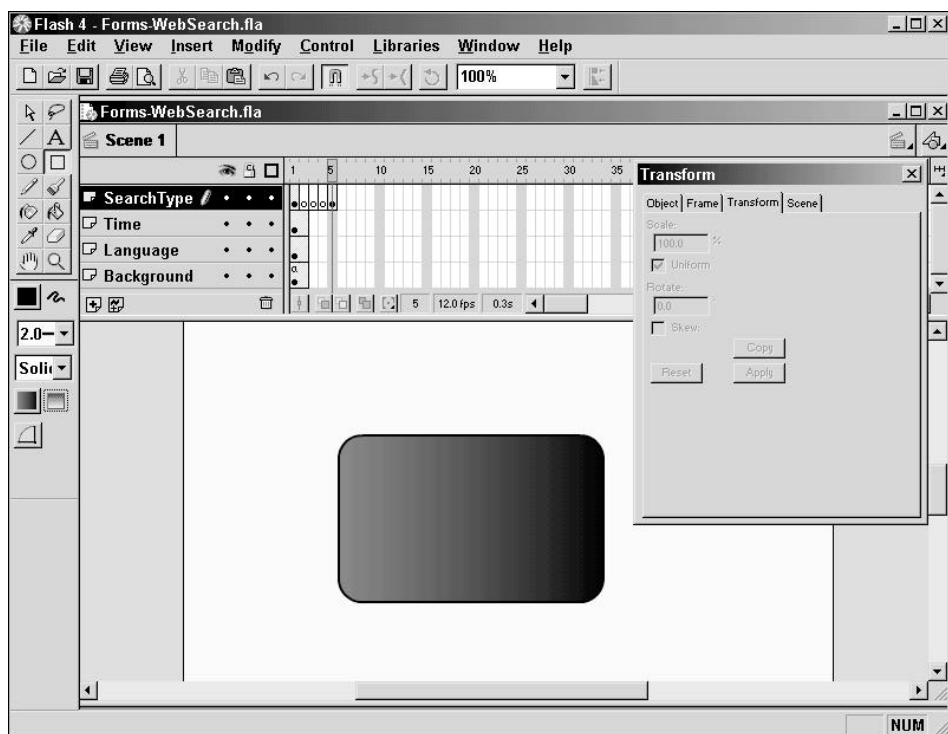 Flash 4 - Forms-WebSearch.fla
File Edit View Insert Modify Control Libraries Window Help
100%
Forms-WebSearch.fla
Scene 1
1 5 10 15 20 25 30 35
SearchType
Time
Language
Background
a
5 12.0 fps 0.3s
2.0
Soli
Transform
Object Frame Transform Scene
Scale:
100.0 %
Uniform
Rotate:
0.0
Skew:
Copy
Reset Apply
NUM